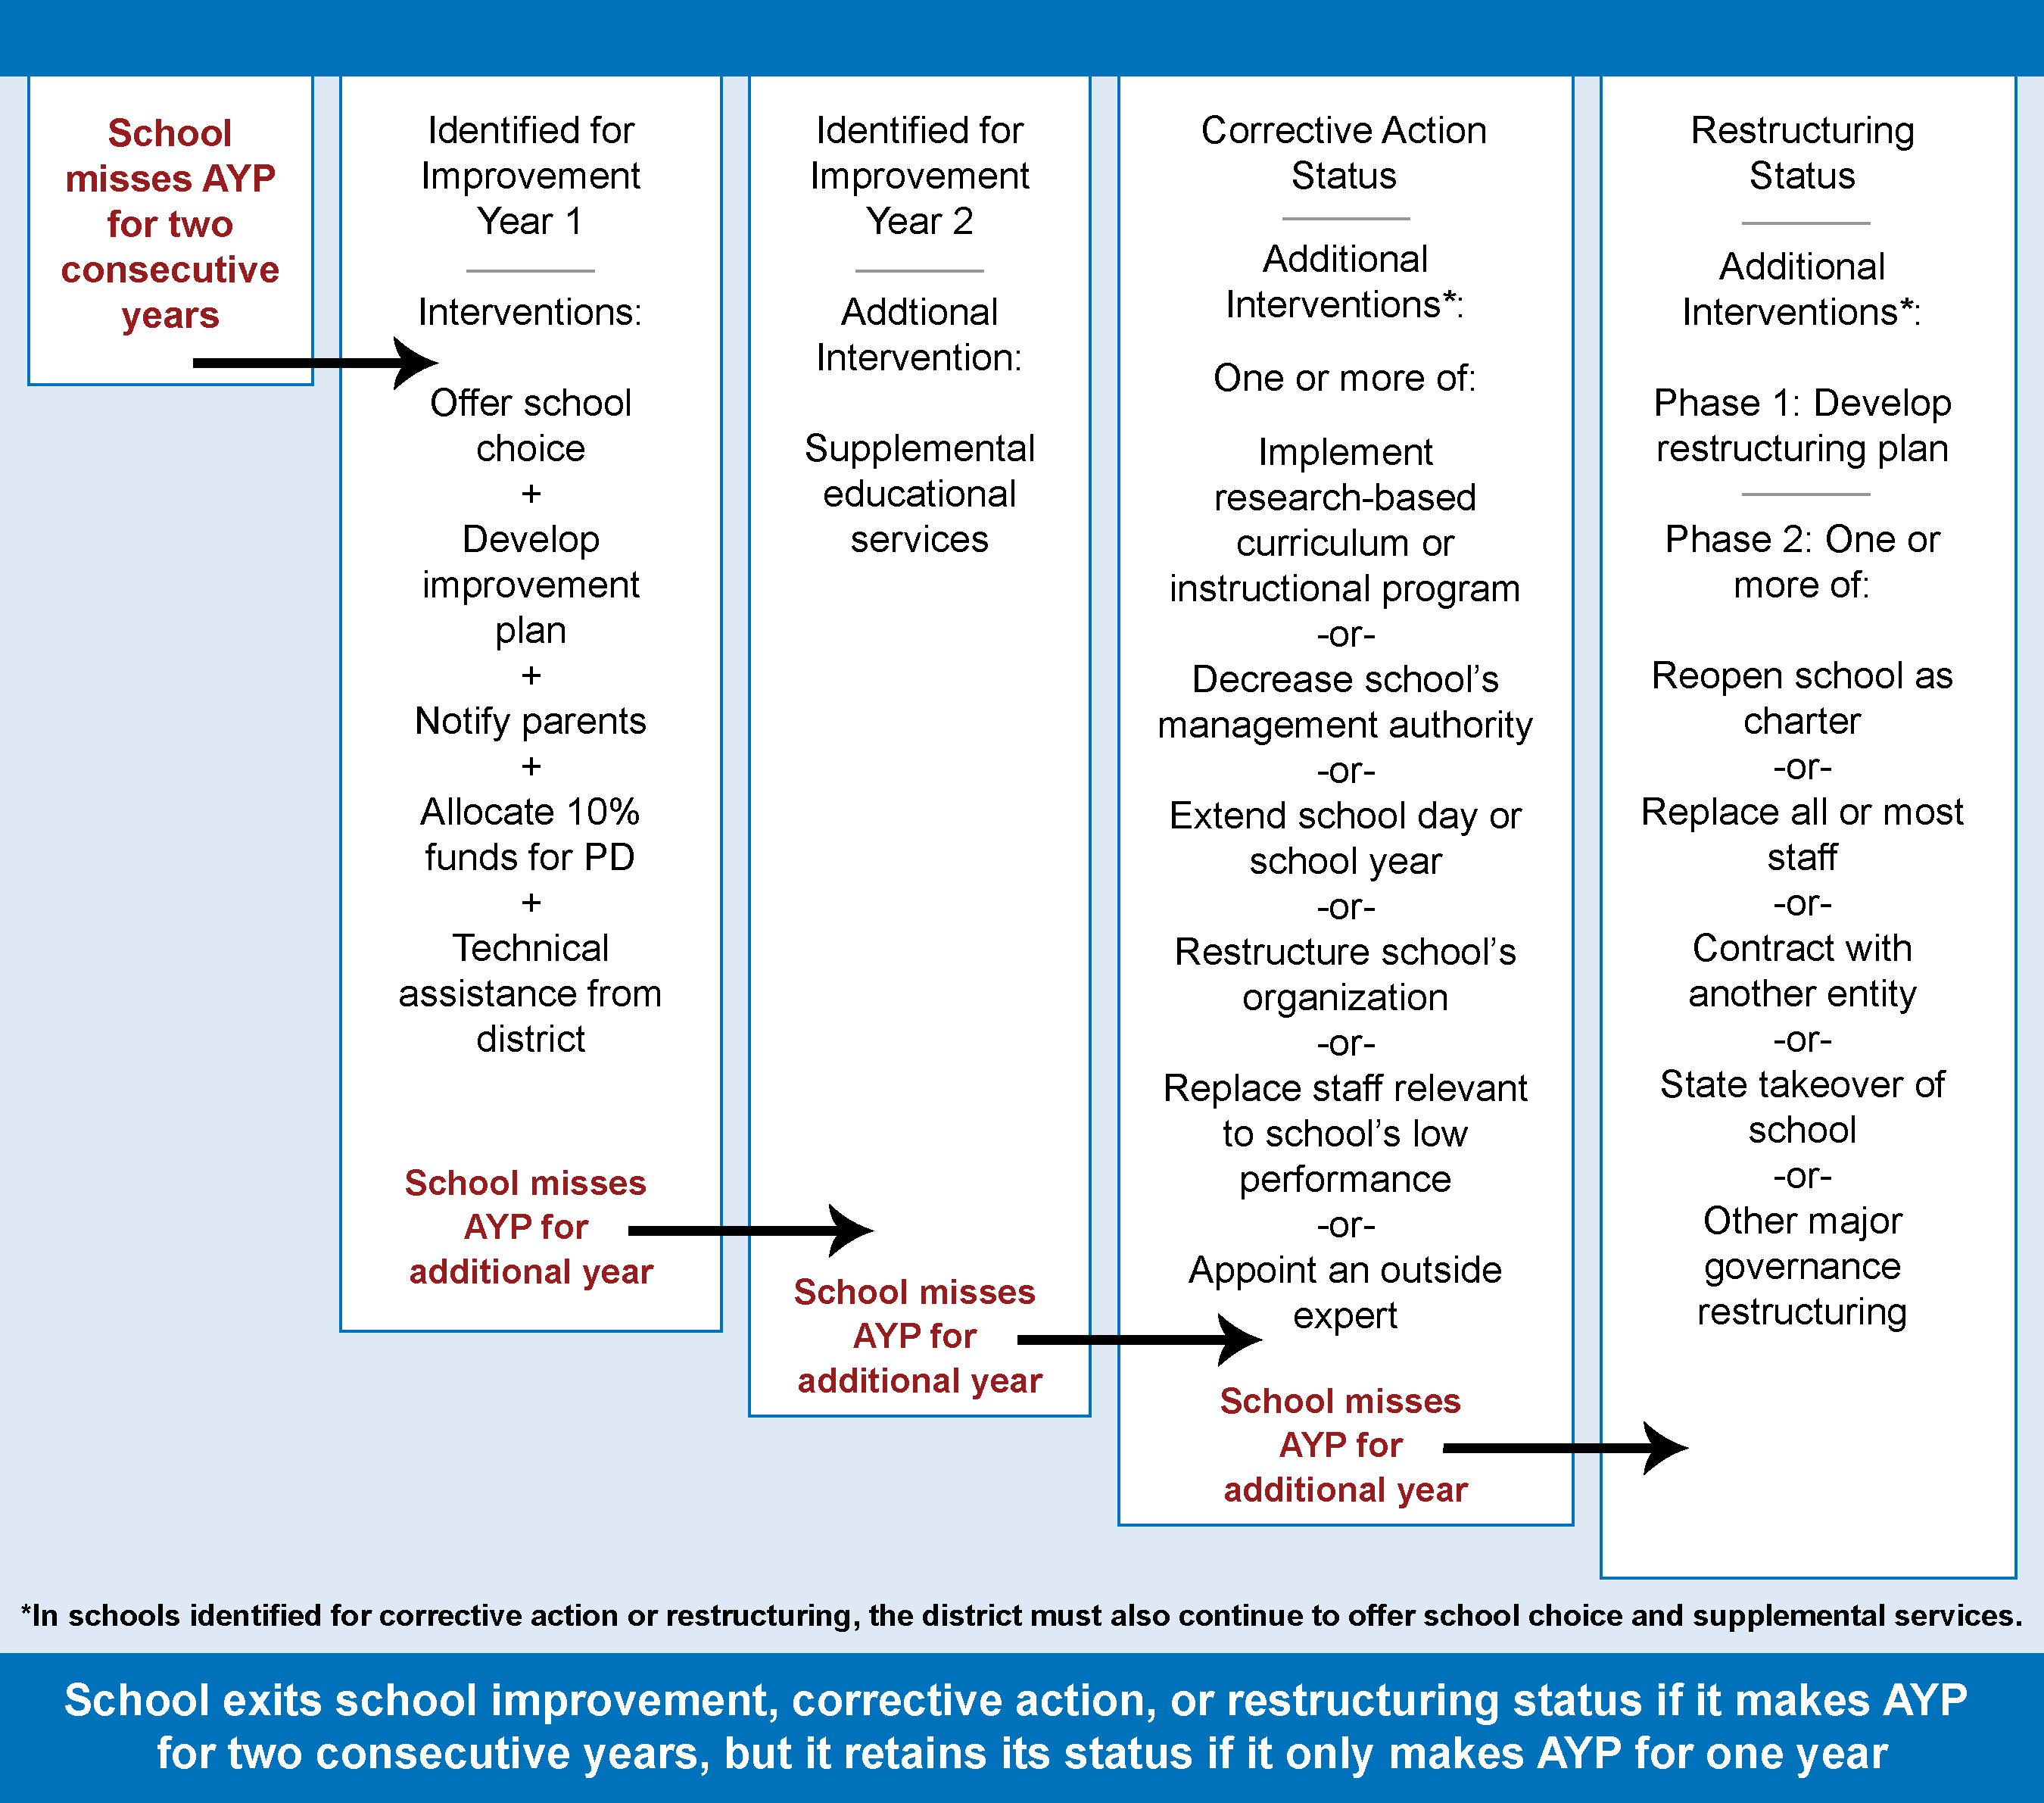 School
misses AYP
for two
consecutive
years
Identified for
Improvement
Year 1
Interventions:
Offer school
choice
+
Develop
improvement
plan
+
Notify parents
+
Allocate 10%
funds for PD
+
Technical
assistance from
district
School misses
AYP for
additional year
Identified for
Improvement
Year 2
Addtional
Intervention:
Supplemental
educational
services
School misses
AYP for
additional year
Corrective Action
Status
Additional
Interventions*:
One or more of:
Implement
research-based
curriculum or
instructional program
-or-
Decrease school’s
management authority
-or-
Extend school day or
school year
-or-
Restructure school’s
organization
-or-
Replace staff relevant
to school’s low
performance
-or-
Appoint an outside
expert
School misses
AYP for
additional year
Restructuring
Status
Additional
Interventions*:
Phase 1: Develop
restructuring plan
Phase 2: One or
more of:
Reopen school as
charter
-or-
Replace all or most
staff
-or-
Contract with
another entity
-or-
State takeover of
school
-or-
Other major
governance
restructuring
*In schools identified for corrective action or restructuring, the district must also continue to offer school choice and supplemental services.
School exits school improvement, corrective action, or restructuring status if it makes AYP
for two consecutive years, but it retains its status if it only makes AYP for one year